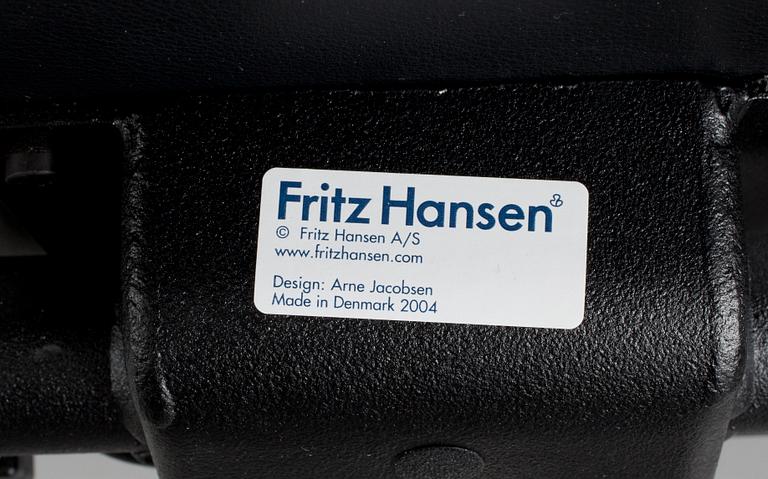 Fritz Hansen
© Fritz Hansen A/S
www.fritzhansen.com
Design: Arne Jacobsen
Made in Denmark 2004